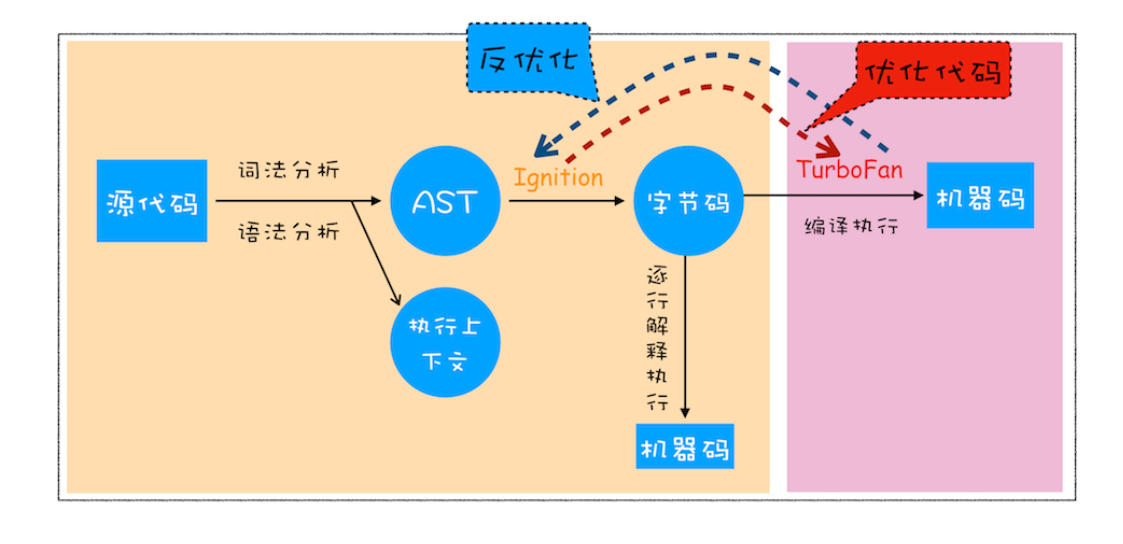 反优化
优化代码
源代码
词法分析
语法分析
AST
执行上
下文
Ignition
字节码
逐
行
解
释
执
行
机器码
TurboFan
编译执行
机器码